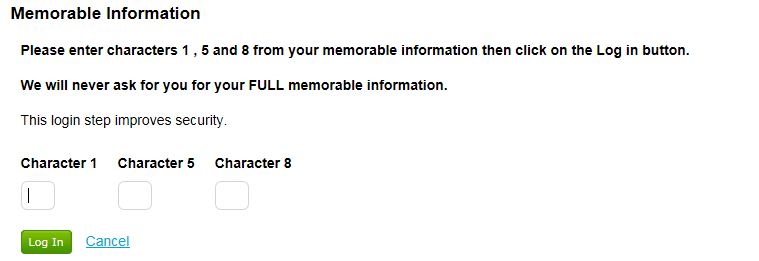 Memorable Information
Please enter characters 1 , 5 and 8 from your memorable information then click on the Log in button.
We will never ask for you for your FULL memorable information.
This login step improves security.
Character 1 Character 5 Character 8
Log In Cancel